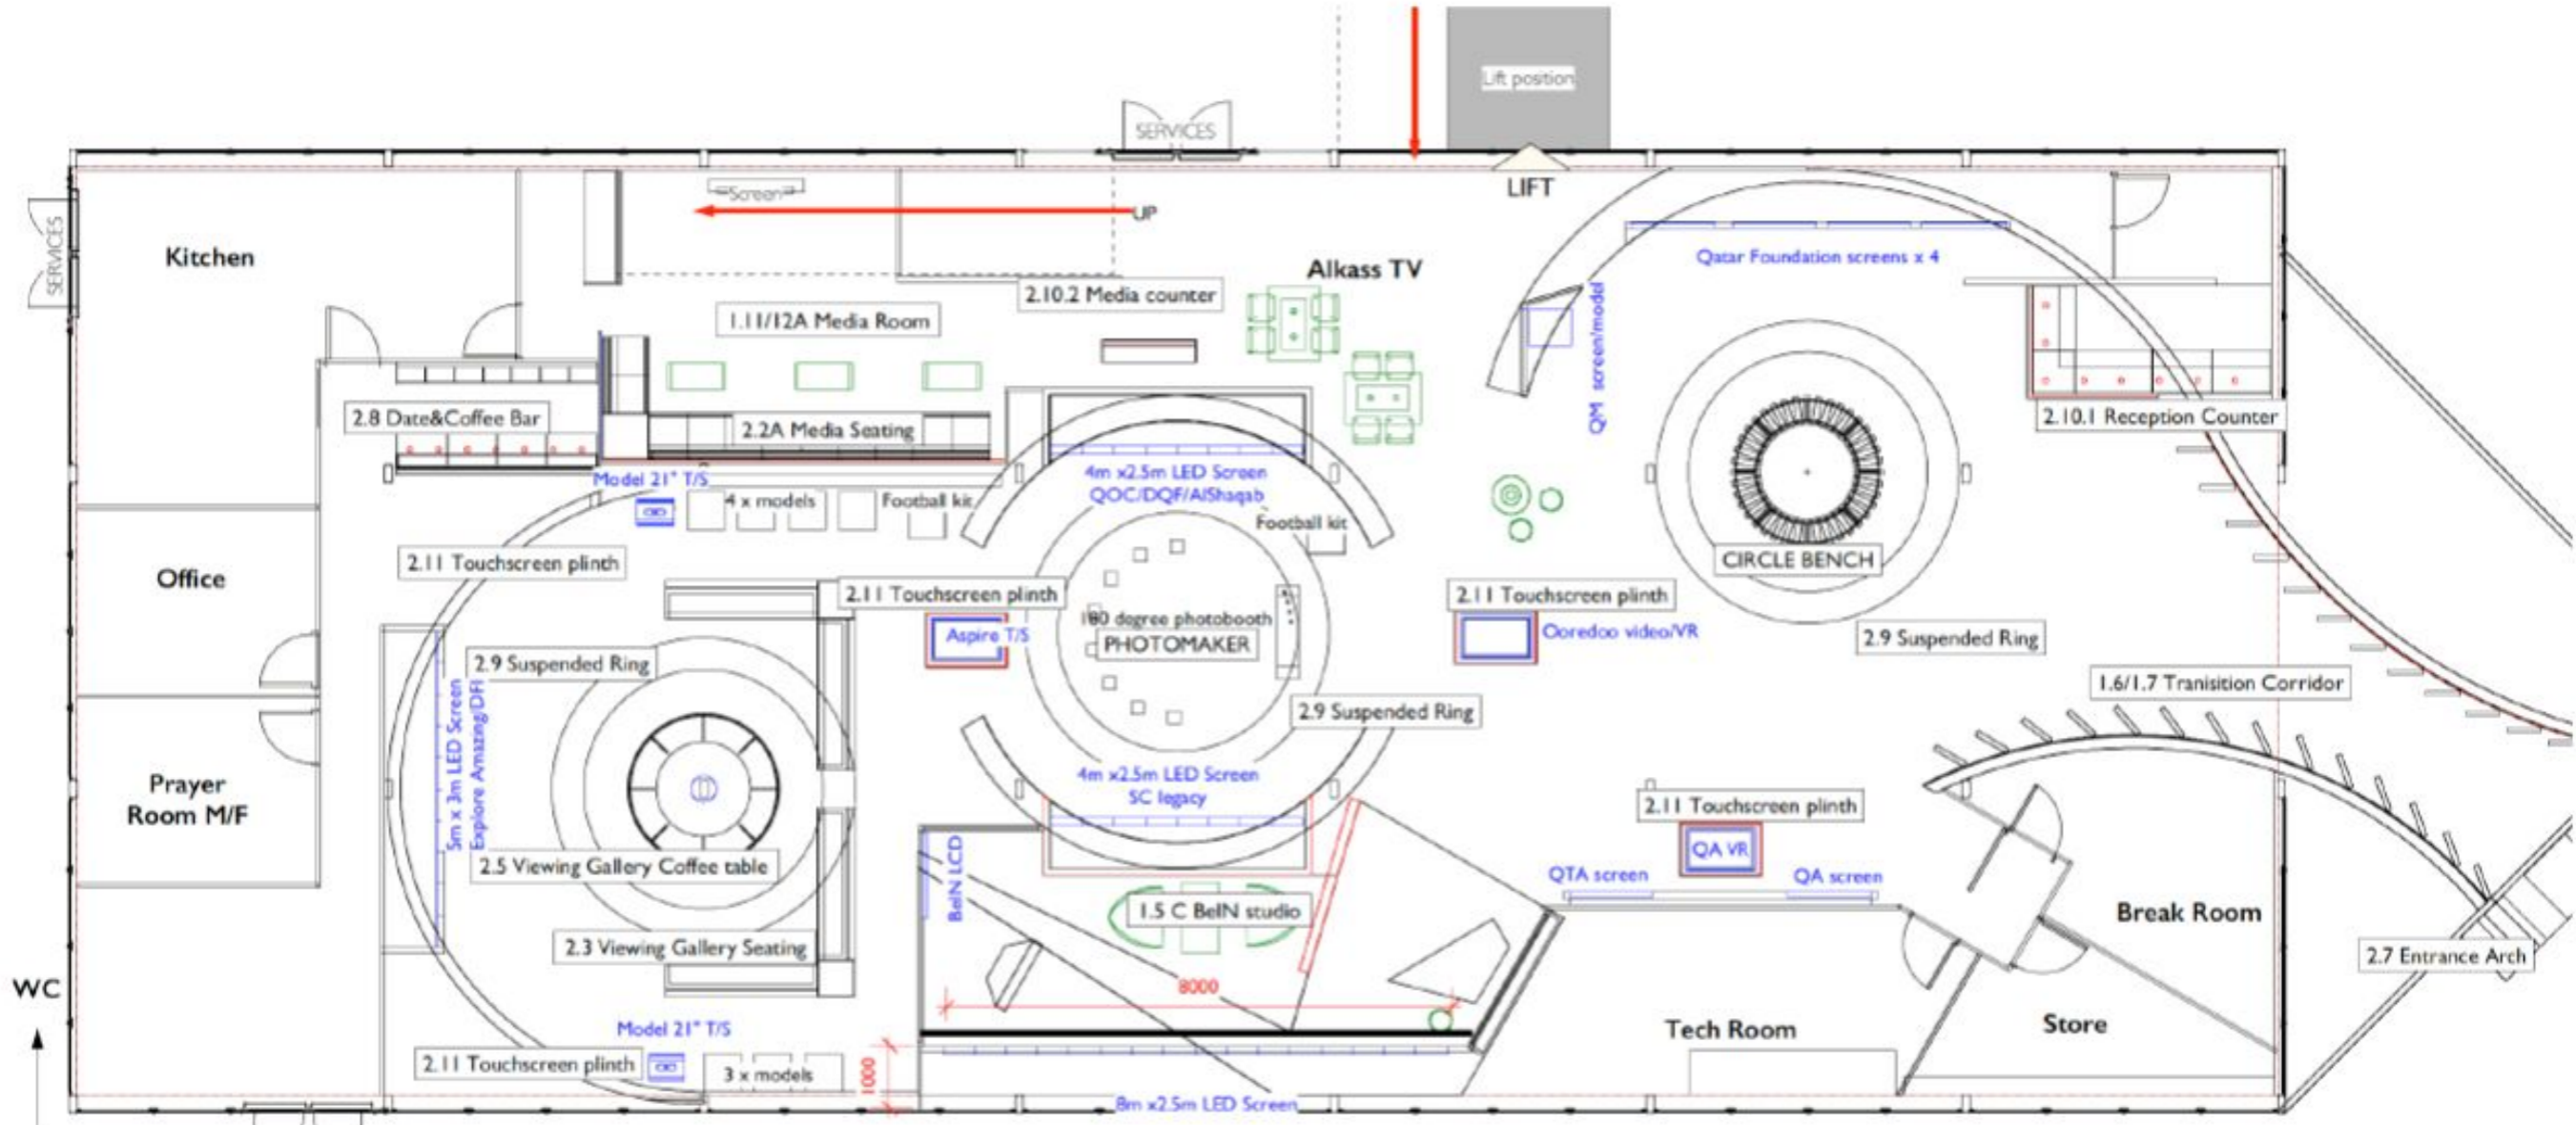 Lift position
SERVICES
LIFT
Screen
UP
SERVICES
Kitchen
Alkass TV
Qatar Foundation screens x 4
2.10.2 Media counter
1.11/12A Media Room
QM screen/model
2.8 Date&Coffee Bar
2.2A Media Seating
2.10.1 Reception Counter
Model 21" T/S
4 x models
Football kit
4m x2.5m LED Screen
QOC/DQF/AlShaqab
Football kit
2.11 Touchscreen plinth
CIRCLE BENCH
Office
2.11 Touchscreen plinth
2.11 Touchscreen plinth
180 degree photobooth
PHOTOMAKER
Aspire T/S
Ooredoo video/VR
2.9 Suspended Ring
2.9 Suspended Ring
1.6/1.7 Tranisition Corridor
2.9 Suspended Ring
5m x 3m LED Screen
Explore Amazing/DFI
Prayer
Room M/F
4m x2.5m LED Screen
SC legacy
2.11 Touchscreen plinth
QA VR
2.5 Viewing Gallery Coffee table
BeIN LCD
QTA screen
QA screen
1.5 C BeIN studio
Break Room
2.3 Viewing Gallery Seating
2.7 Entrance Arch
WC
8000
Model 21" T/S
Tech Room
Store
2.11 Touchscreen plinth
3 x models
1000
8m x2.5m LED Screen